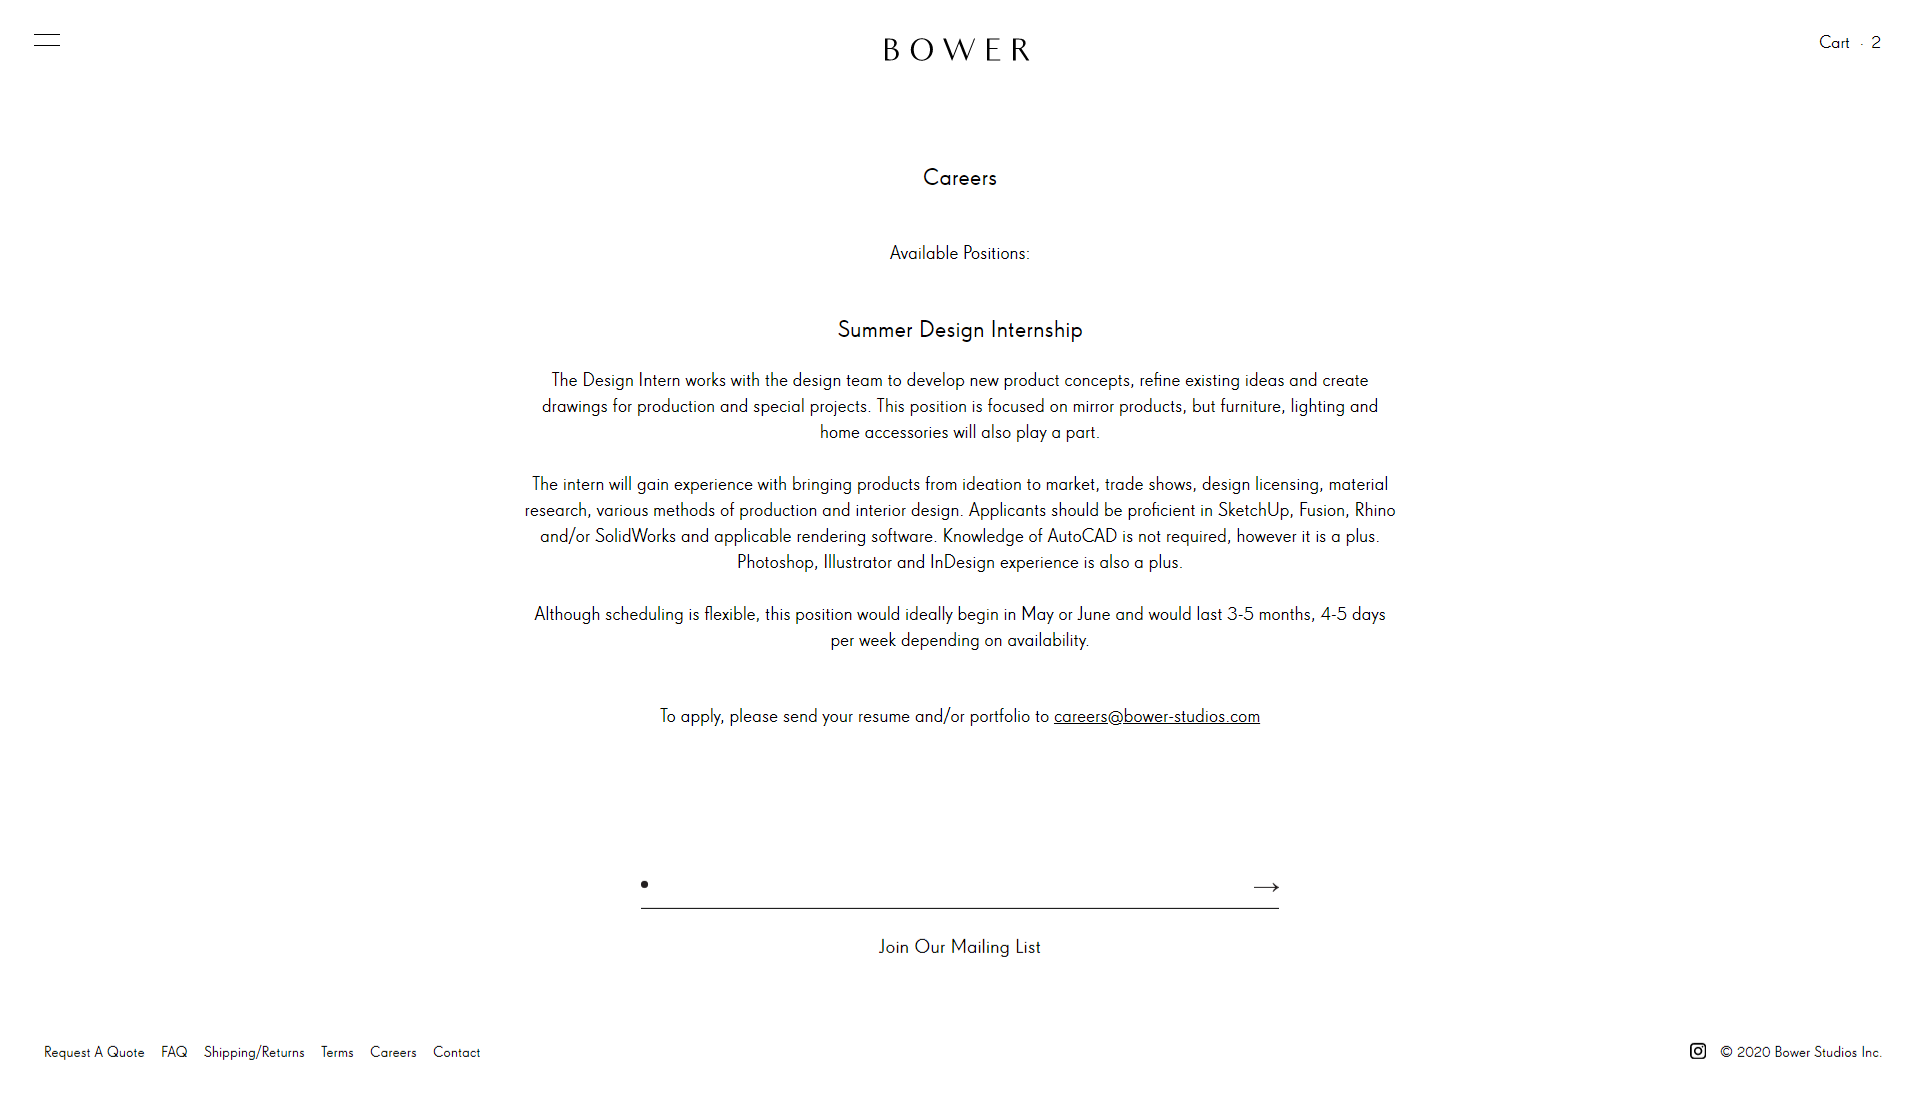 BOWER
Cart · 2
Careers
Available Positions:
Summer Design Internship
The Design Intern works with the design team to develop new product concepts, refine existing ideas and create
drawings for production and special projects. This position is focused on mirror products, but furniture, lighting and
home accessories will also play a part.
The intern will gain experience with bringing products from ideation to market, trade shows, design licensing, material
research, various methods of production and interior design. Applicants should be proficient in SketchUp, Fusion, Rhino
and/or SolidWorks and applicable rendering software. Knowledge of AutoCAD is not required, however it is a plus.
Photoshop, Illustrator and InDesign experience is also a plus.
Although scheduling is flexible, this position would ideally begin in May or June and would last 3-5 months, 4-5 days
per week depending on availability.
To apply, please send your resume and/or portfolio to careers@bower-studios.com
Join Our Mailing List
Request A Quote FAQ Shipping/Returns Terms Careers Contact
© 2020 Bower Studios Inc.